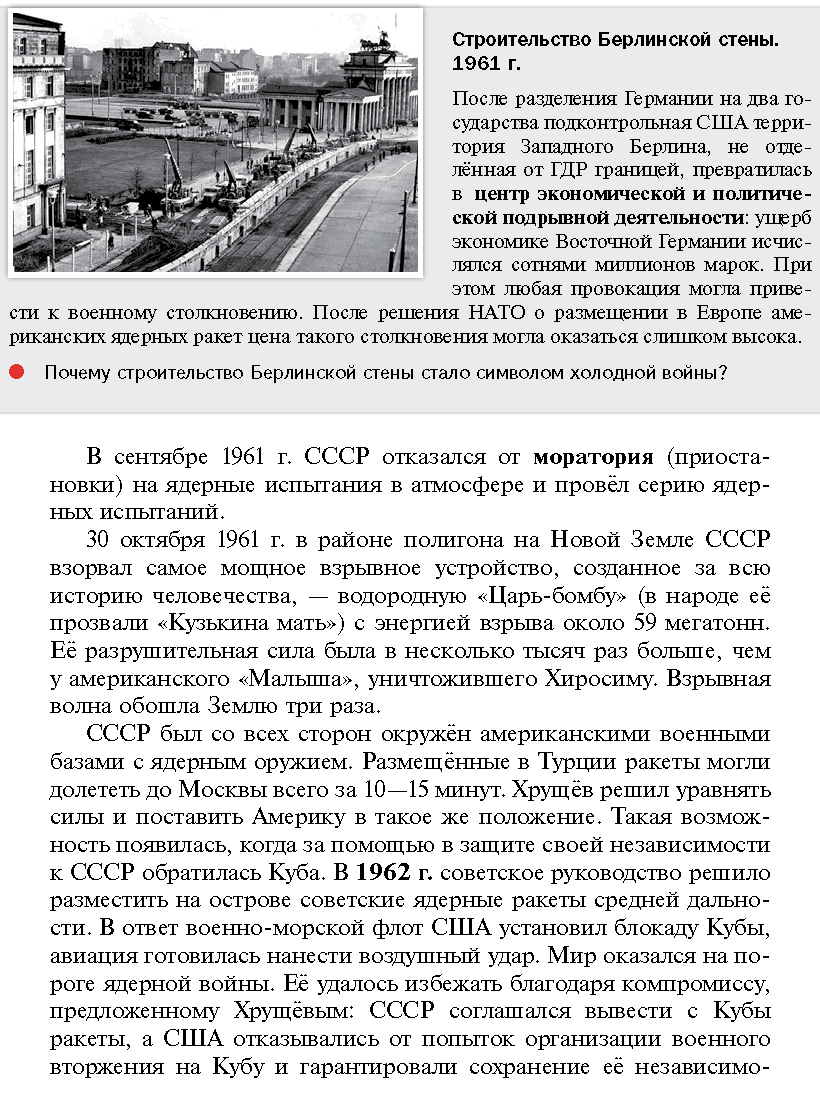 Строительство Берлинской стены.
1961 г.
После разделения Германии на два го-
сударства подконтрольная США терри-
тория Западного Берлина, не отде-
лённая от ГДР границей, превратилась
в центр экономической и политиче-
ской подрывной деятельности: ущерб
экономике Восточной Германии исчис-
лялся сотнями миллионов марок. При
этом любая провокация могла приве-
сти к военному столкновению. После решения НАТО о размещении в Европе аме-
риканских ядерных ракет цена такого столкновения могла оказаться слишком высока.
Почему строительство Берлинской стены стало символом холодной войны?
В сентябре 1961 г. СССР отказался от моратория (приоста-
новки) на ядерные испытания в атмосфере и провёл серию ядер-
ных испытаний.
30 октября 1961 г. в районе полигона на Новой Земле СССР
взорвал самое мощное взрывное устройство, созданное за всю
историю человечества, — водородную «Царь-бомбу» (в народе её
прозвали «Кузькина мать») с энергией взрыва около 59 мегатонн.
Её разрушительная сила была в несколько тысяч раз больше, чем
у американского «Малыша», уничтожившего Хиросиму. Взрывная
волна обошла Землю три раза.
СССР был со всех сторон окружён американскими военными
базами с ядерным оружием. Размещённые в Турции ракеты могли
долететь до Москвы всего за 10—15 минут. Хрущёв решил уравнять
силы и поставить Америку в такое же положение. Такая возмож-
ность появилась, когда за помощью в защите своей независимости
к СССР обратилась Куба. В 1962 г. советское руководство решило
разместить на острове советские ядерные ракеты средней дально-
сти. В ответ военно-морской флот США установил блокаду Кубы,
авиация готовилась нанести воздушный удар. Мир оказался на по-
роге ядерной войны. Её удалось избежать благодаря компромиссу,
предложенному Хрущёвым: СССР соглашался вывести с Кубы
ракеты, а США отказывались от попыток организации военного
вторжения на Кубу и гарантировали сохранение её независимо-